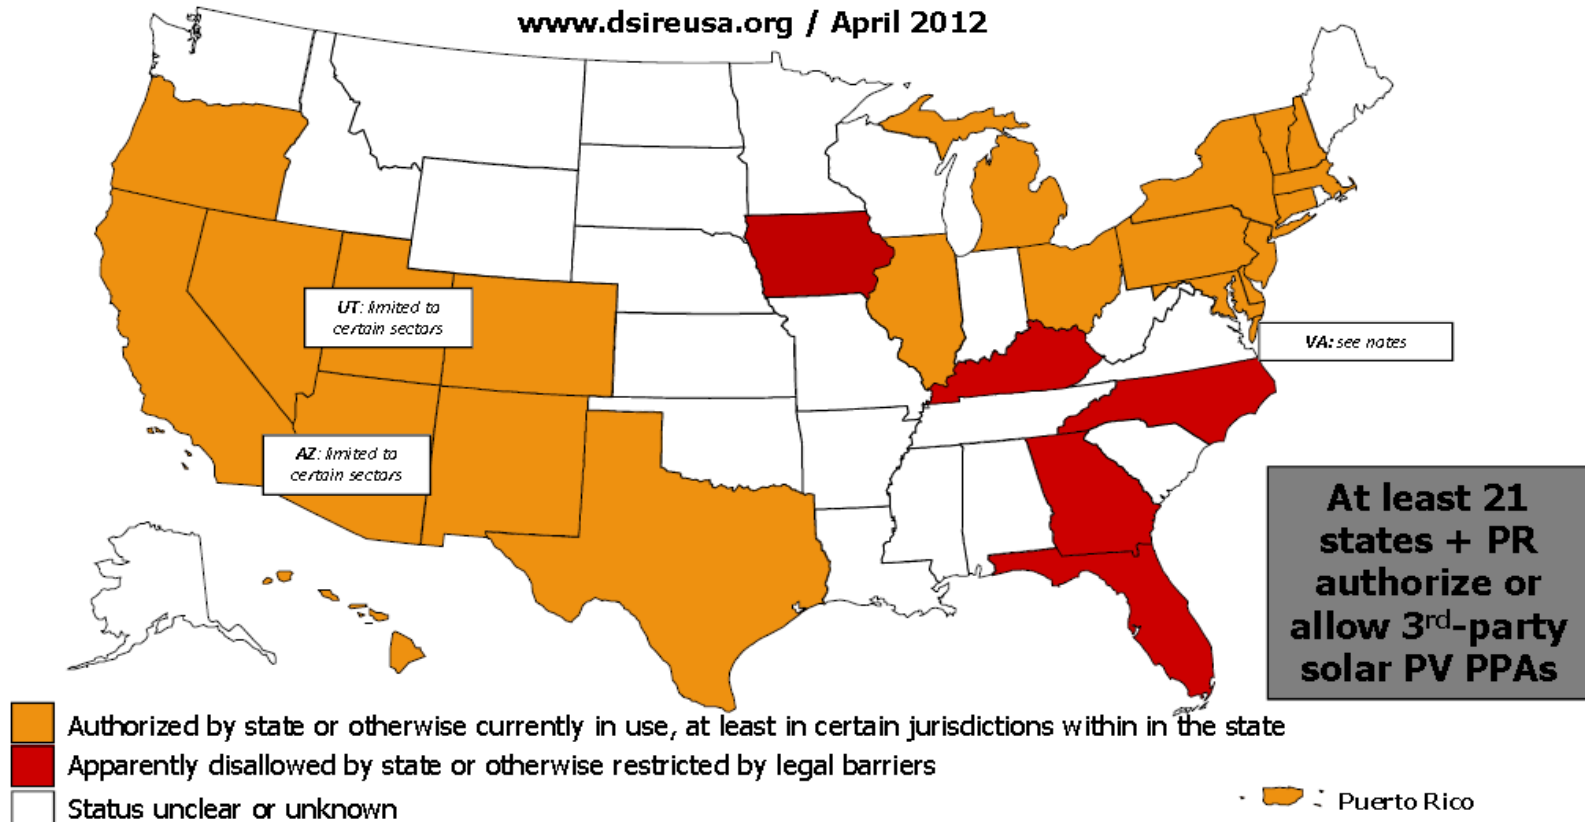 www.dsireusa.org / April 2012
UT: limited to
certain sectors
VA: see notes
AZ: limited to
certain sectors
At least 21
states + PR
authorize or
allow 3rd-party
solar PV PPAs
Authorized by state or otherwise currently in use, at least in certain jurisdictions within in the state
Apparently disallowed by state or otherwise restricted by legal barriers
Status unclear or unknown
Puerto Rico